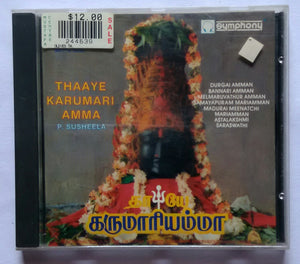 $12.00
244639
SALE
symphony
THAAYE
KARUMARI
AMMA
P. SUSHEELA
DURGAI AMMAN
BANNARI AMMAN
MELMARUVATHUR AMMAN
SAMAYAPURAM MARIAMMAN
MADURAI MEENATCHI
MARIAMMAN
ASTALAKSHMI
SARASWATHI
தாயே
கருமாரியம்மா